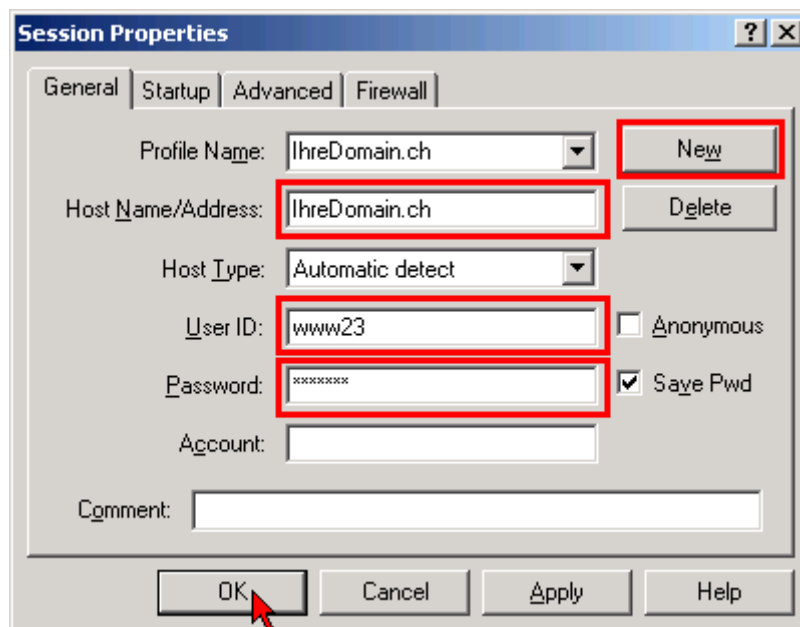 Session Properties
General Startup Advanced Firewall
Profile Name: IhreDomain.ch New
Host Name/Address: IhreDomain.ch Delete
Host Type: Automatic detect
User ID: www23 Anonymous
Password: ******* Save Pwd
Account:
Comment:
OK Cancel Apply Help